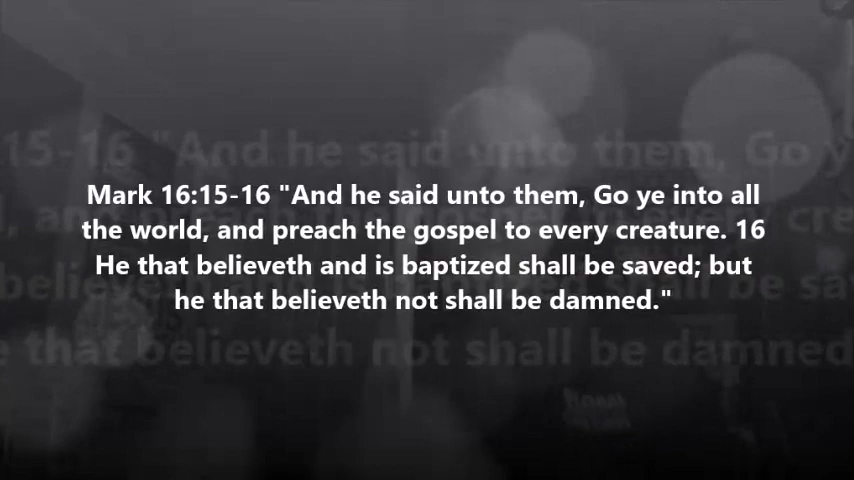 Mark 16:15-16 "And he said unto them, Go ye into all
the world, and preach the gospel to every creature. 16
He that believeth and is baptized shall be saved; but
he that believeth not shall be damned."